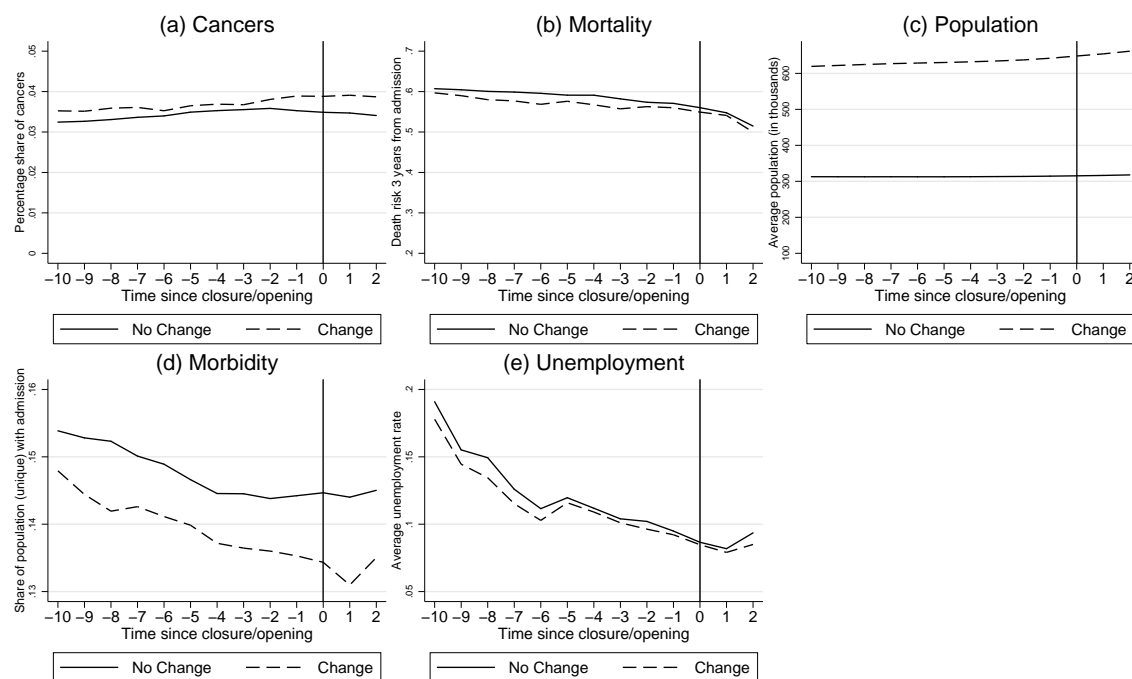 (a) Cancers
Percentage share of cancers
0 .01 .02 .03 .04 .05
−10 −9 −8 −7 −6 −5 −4 −3 −2 −1 0 1 2
Time since closure/opening
No Change Change
(b) Mortality
Death risk 3 years from admission
.2 .3 .4 .5 .6 .7
−10 −9 −8 −7 −6 −5 −4 −3 −2 −1 0 1 2
Time since closure/opening
No Change Change
(c) Population
Average population (in thousands)
100 200 300 400 500 600
−10 −9 −8 −7 −6 −5 −4 −3 −2 −1 0 1 2
Time since closure/opening
No Change Change
(d) Morbidity
Share of population (unique) with admission
.13 .14 .15 .16
−10 −9 −8 −7 −6 −5 −4 −3 −2 −1 0 1 2
Time since closure/opening
No Change Change
(e) Unemployment
Average unemployment rate
.05 .1 .15 .2
−10 −9 −8 −7 −6 −5 −4 −3 −2 −1 0 1 2
Time since closure/opening
No Change Change